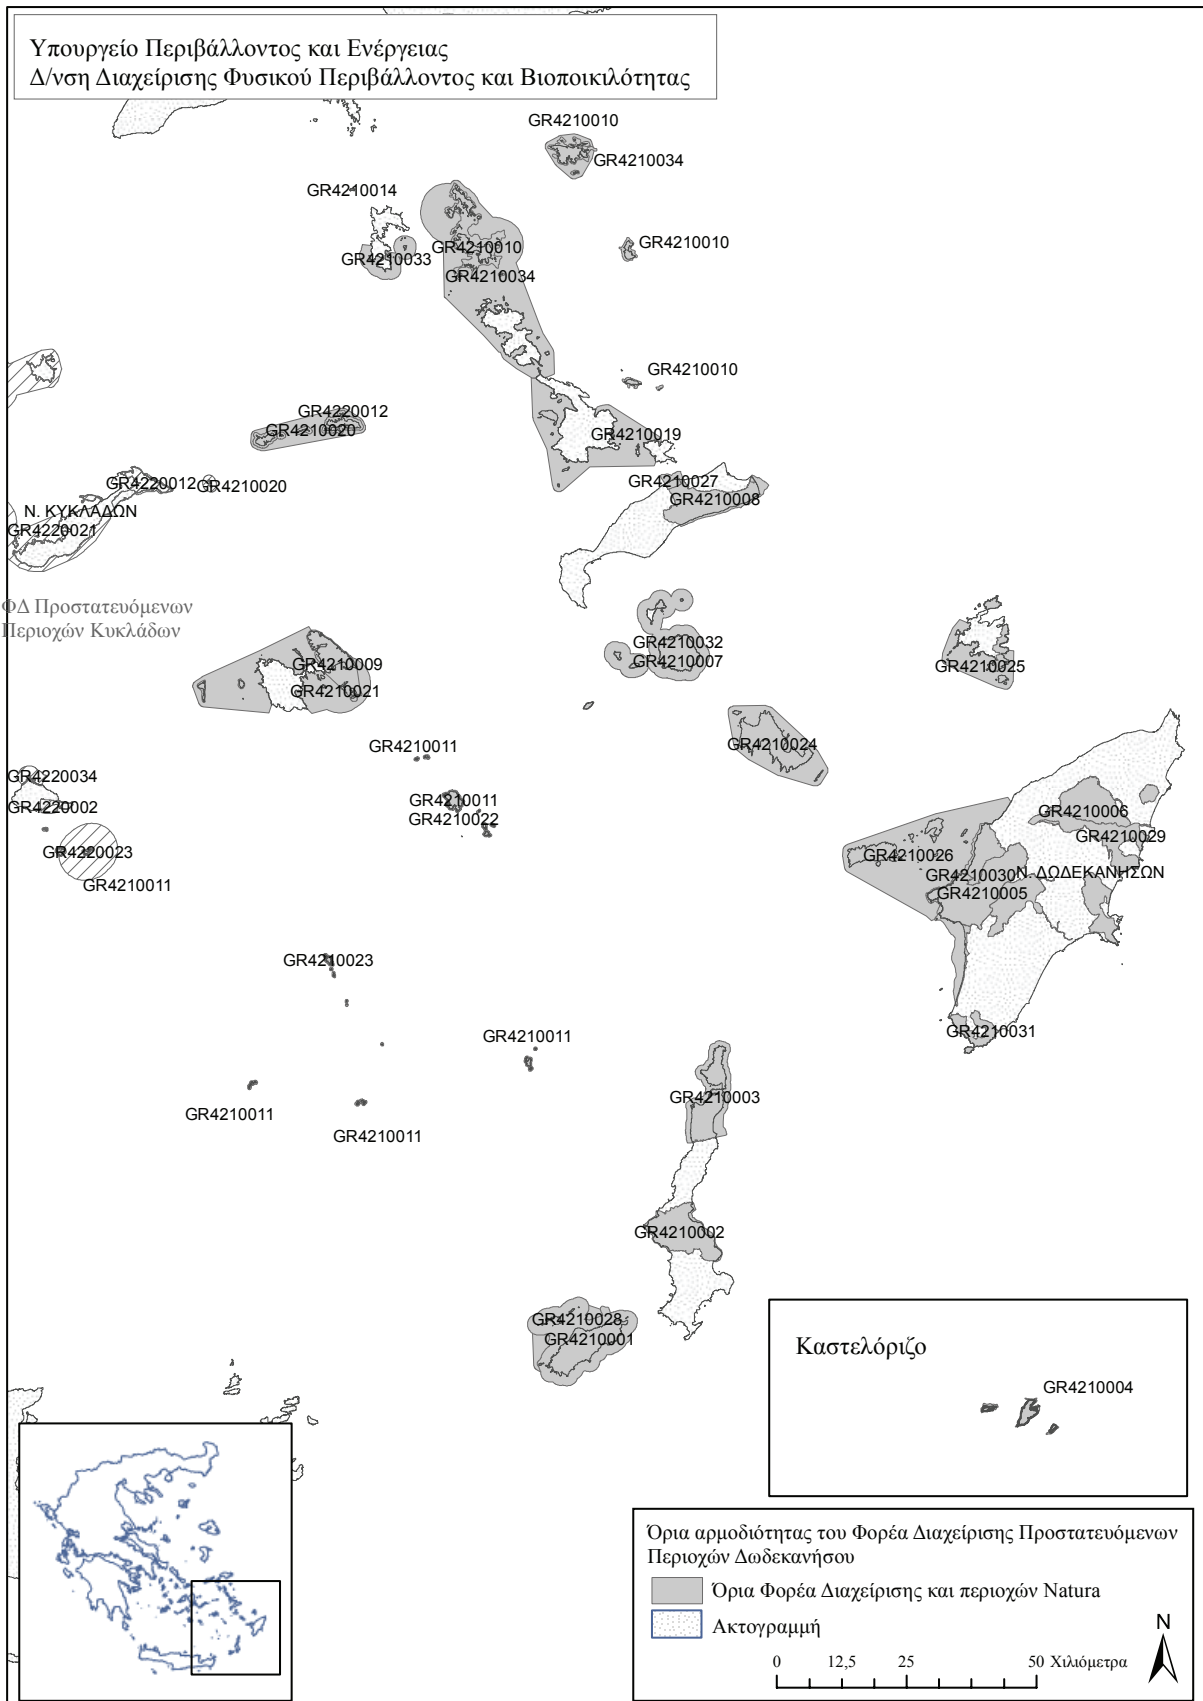 Υπουργείο Περιβάλλοντος και Ενέργειας
Δ/νση Διαχείρισης Φυσικού Περιβάλλοντος και Βιοποικιλότητας
GR4210010
GR4210034
GR4210014
GR4210010
GR4210010
GR4210033
GR4210034
GR4210010
GR4220012
GR4210020
GR4210019
GR4220012
GR4210020
GR4210027
GR4210008
Ν. ΚΥΚΛΑΔΩΝ
GR4220021
ΦΔ Προστατευόμενων
Περιοχών Κυκλάδων
GR4210032
GR4210007
GR4210009
GR4210021
GR4210025
GR4210011
GR4210024
GR4220034
GR4220002
GR4210011
GR4210022
GR4210006
GR4210029
GR4220023
GR4210026
GR4210011
GR4210030
Ν. ΔΩΔΕΚΑΝΗΣΩΝ
GR4210005
GR4210023
GR4210031
GR4210011
GR4210003
GR4210011
GR4210011
GR4210002
GR4210028
GR4210001
Καστελόριζο
GR4210004
Όρια αρμοδιότητας του Φορέα Διαχείρισης Προστατευόμενων
Περιοχών Δωδεκανήσου
Όρια Φορέα Διαχείρισης και περιοχών Natura
Ακτογραμμή
N
0 12,5 25 50 Χιλιόμετρα